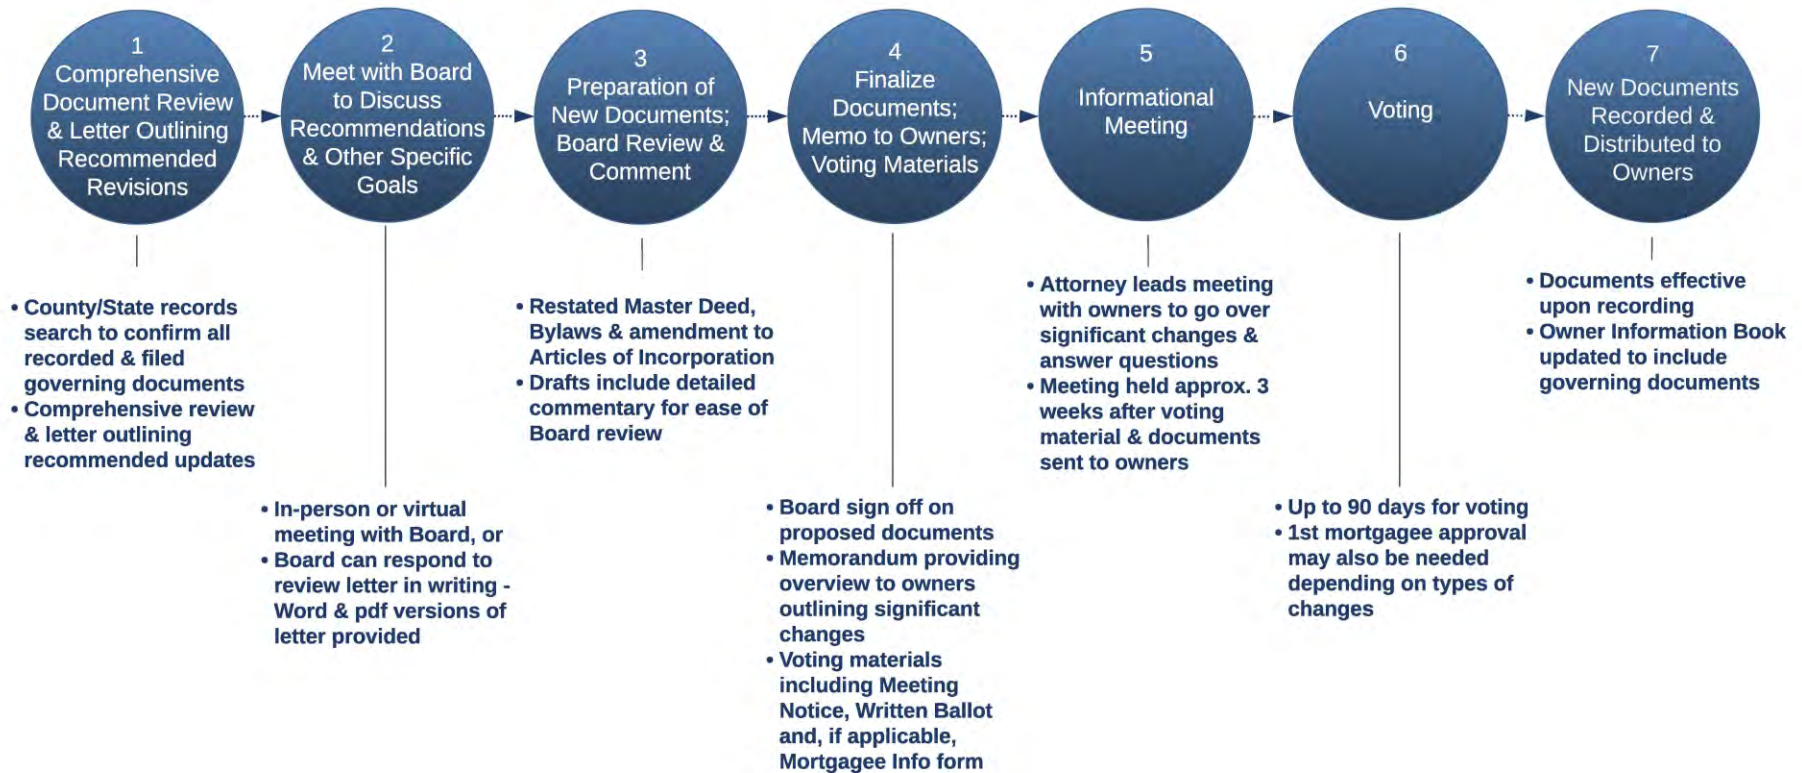 1
Comprehensive
Document Review
& Letter Outlining
Recommended
Revisions
• County/State records
search to confirm all
recorded & filed
governing documents
• Comprehensive review
& letter outlining
recommended updates
2
Meet with Board
to Discuss
Recommendations
& Other Specific
Goals
• In-person or virtual
meeting with Board, or
• Board can respond to
review letter in writing -
Word & pdf versions of
letter provided
3
Preparation of
New Documents;
Board Review &
Comment
• Restated Master Deed,
Bylaws & amendment to
Articles of Incorporation
• Drafts include detailed
commentary for ease of
Board review
4
Finalize
Documents;
Memo to Owners;
Voting Materials
• Board sign off on
proposed documents
• Memorandum providing
overview to owners
outlining significant
changes
• Voting materials
including Meeting
Notice, Written Ballot
and, if applicable,
Mortgagee Info form
5
Informational
Meeting
• Attorney leads meeting
with owners to go over
significant changes &
answer questions
• Meeting held approx. 3
weeks after voting
material & documents
sent to owners
6
Voting
• Up to 90 days for voting
• 1st mortgagee approval
may also be needed
depending on types of
changes
7
New Documents
Recorded &
Distributed to
Owners
• Documents effective
upon recording
• Owner Information Book
updated to include
governing documents